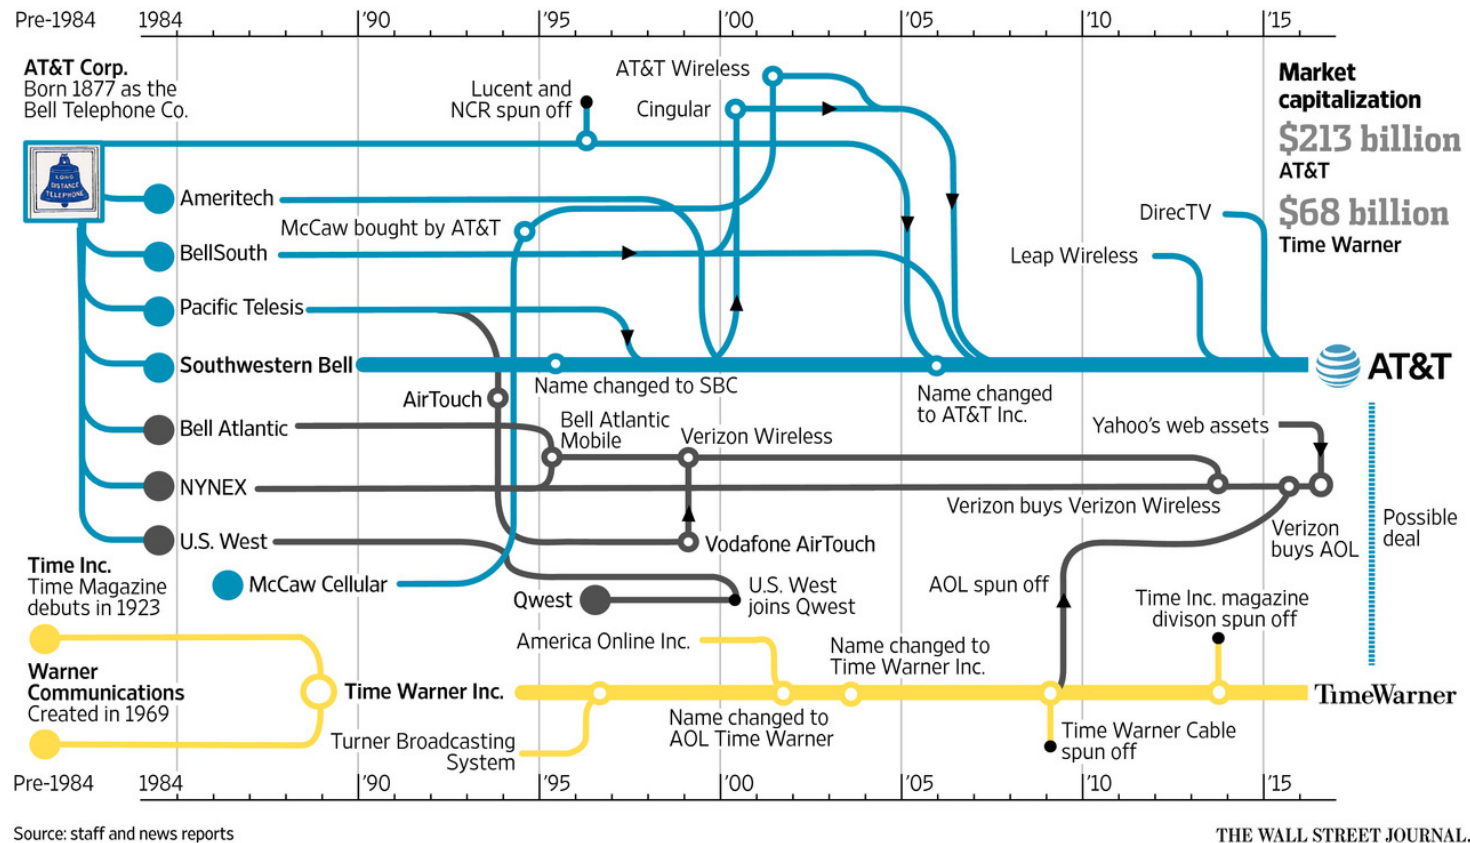 Pre-1984
1984
'90
'95
'00
'05
'10
'15
AT&T Corp.
Born 1877 as the
Bell Telephone Co.
LONG
DISTANCE
TELEPHONE
Lucent and
NCR spun off
AT&T Wireless
Cingular
Market
capitalization
$213 billion
AT&T
$68 billion
Time Warner
Ameritech
McCaw bought by AT&T
BellSouth
DirecTV
Leap Wireless
Pacific Telesis
Southwestern Bell
Name changed to SBC
Name changed
to AT&T Inc.
AT&T
AirTouch
Bell Atlantic
Bell Atlantic
Mobile
Verizon Wireless
Yahoo's web assets
NYNEX
Verizon buys Verizon Wireless
Verizon
buys AOL
Possible
deal
U.S. West
Vodafone AirTouch
McCaw Cellular
Qwest
U.S. West
joins Qwest
AOL spun off
Time Inc. magazine
divison spun off
Time Inc.
Time Magazine
debuts in 1923
America Online Inc.
Name changed to
Time Warner Inc.
Warner
Communications
Created in 1969
Time Warner Inc.
TimeWarner
Name changed to
AOL Time Warner
Turner Broadcasting
System
Time Warner Cable
spun off
Pre-1984
1984
'90
'95
'00
'05
'10
'15
Source: staff and news reports
THE WALL STREET JOURNAL.